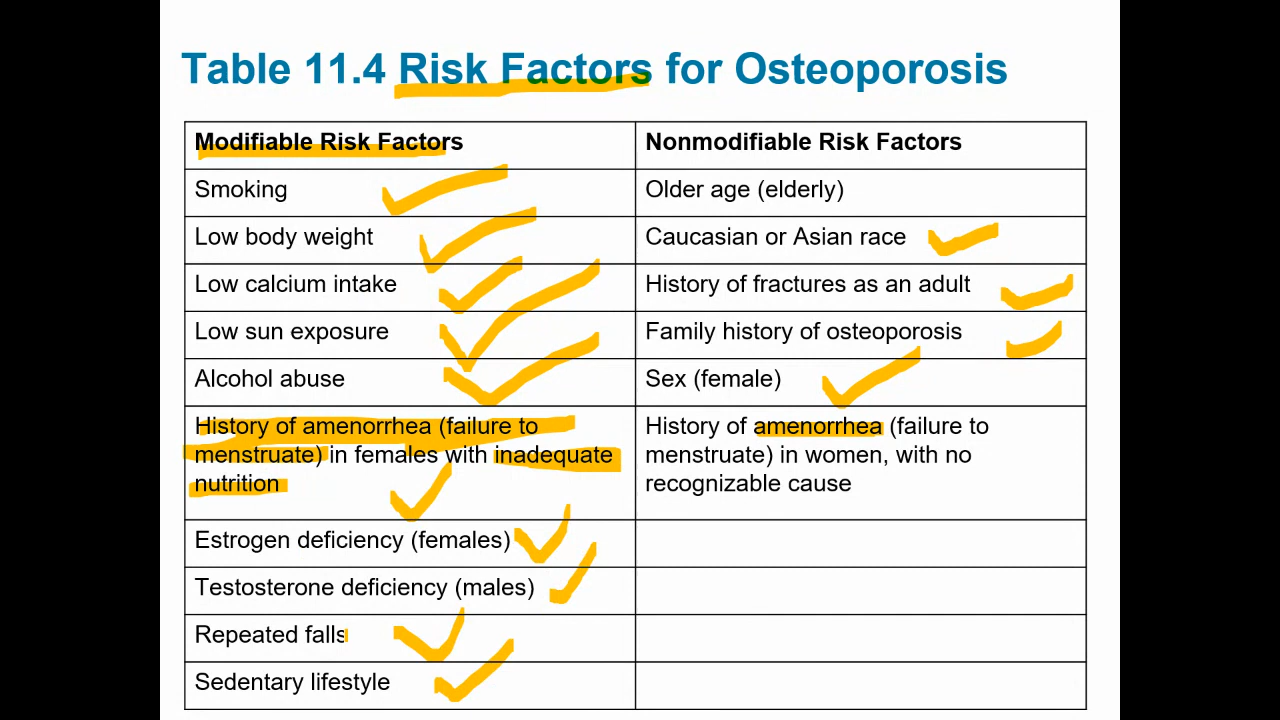 Table 11.4 Risk Factors for Osteoporosis
Modifiable Risk Factors
Nonmodifiable Risk Factors
Smoking
Older age (elderly)
Low body weight
Caucasian or Asian race
Low calcium intake
History of fractures as an adult
Low sun exposure
Family history of osteoporosis
Alcohol abuse
Sex (female)
History of amenorrhea (failure to
menstruate) in females with inadequate
nutrition
History of amenorrhea (failure to
menstruate) in women, with no
recognizable cause
Estrogen deficiency (females)
Testosterone deficiency (males)
Repeated falls
Sedentary lifestyle